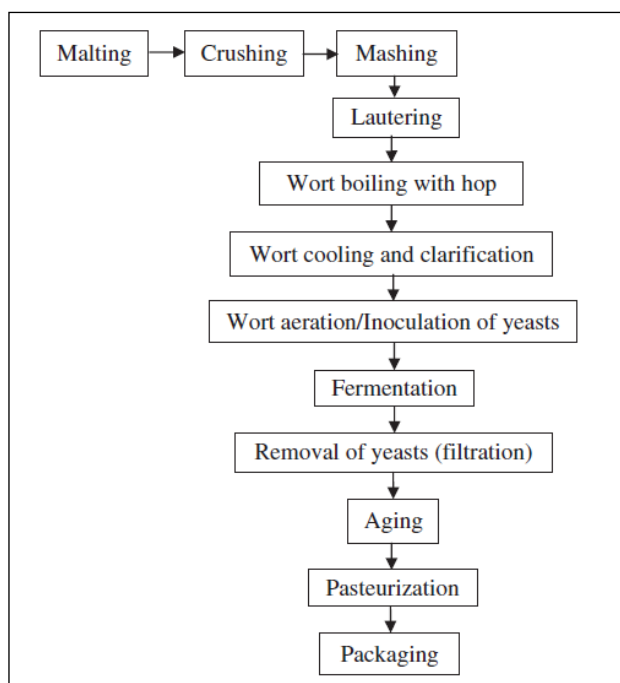 Malting
Crushing
Mashing
Lautering
Wort boiling with hop
Wort cooling and clarification
Wort aeration/Inoculation of yeasts
Fermentation
Removal of yeasts (filtration)
Aging
Pasteurization
Packaging